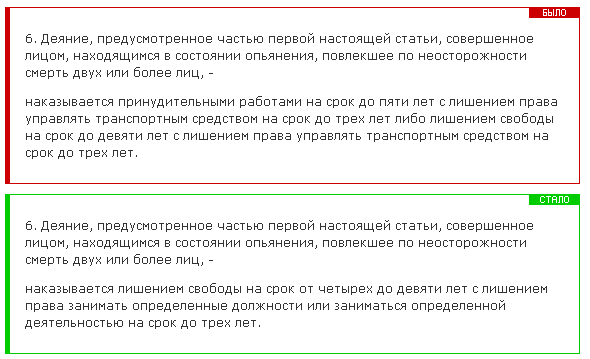 БЫЛО
6. Деяние, предусмотренное частью первой настоящей статьи, совершенное
лицом, находящимся в состоянии опьянения, повлекшее по неосторожности
смерть двух или более лиц, -
наказывается принудительными работами на срок до пяти лет с лишением права
управлять транспортным средством на срок до трех лет либо лишением свободы
на срок до девяти лет с лишением права управлять транспортным средством на
срок до трех лет.
СТАЛО
6. Деяние, предусмотренное частью первой настоящей статьи, совершенное
лицом, находящимся в состоянии опьянения, повлекшее по неосторожности
смерть двух или более лиц, -
наказывается лишением свободы на срок от четырех до девяти лет с лишением
права занимать определенные должности или заниматься определенной
деятельностью на срок до трех лет.